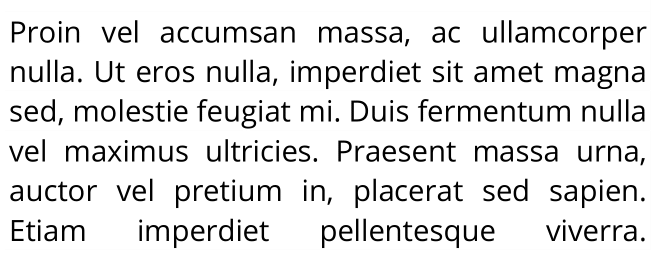 Proin vel accumsan massa, ac ullamcorper
nulla. Ut eros nulla, imperdiet sit amet magna
sed, molestie feugiat mi. Duis fermentum nulla
vel maximus ultricies. Praesent massa urna,
auctor vel pretium in, placerat sed sapien.
Etiam imperdiet pellentesque viverra.